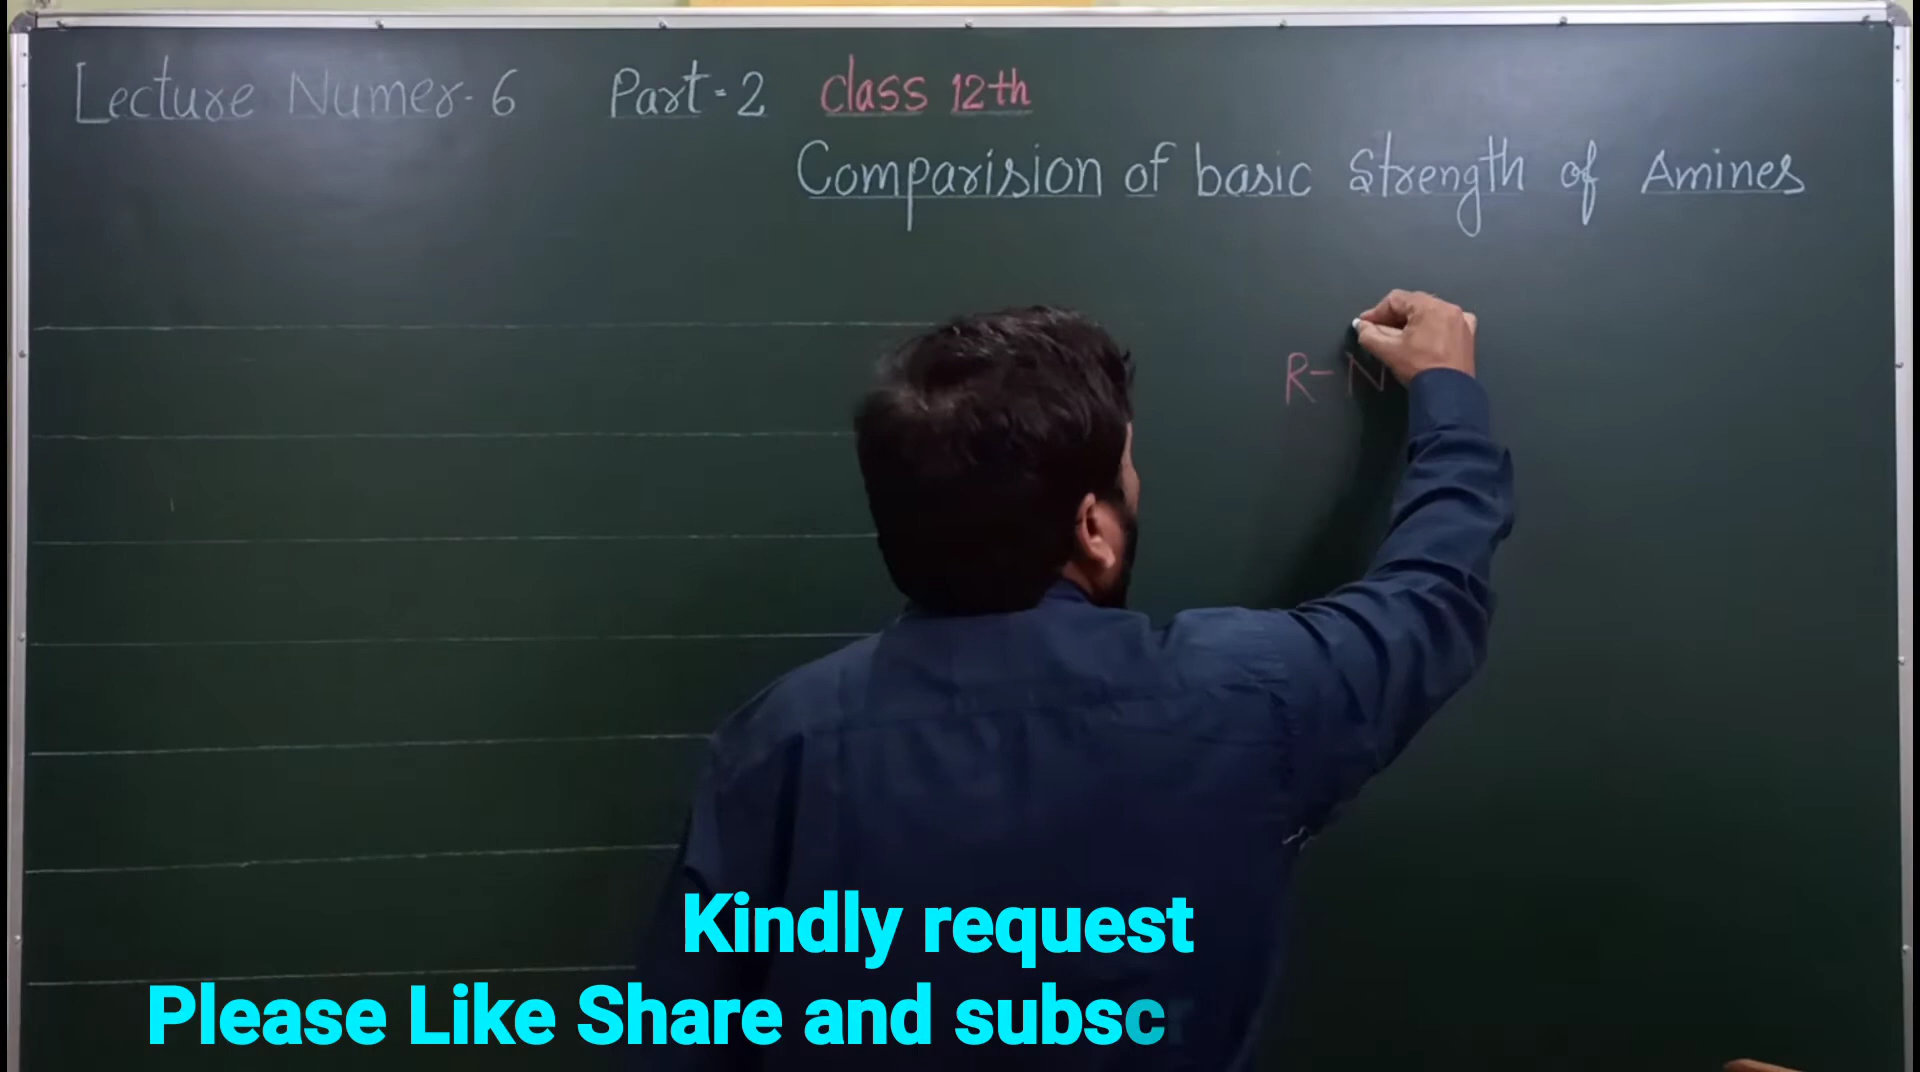 Lecture Numer-6 Part-2 class 12th
Comparision of basic Strength of Amines
R-N
Kindly request
Please Like Share and subscr